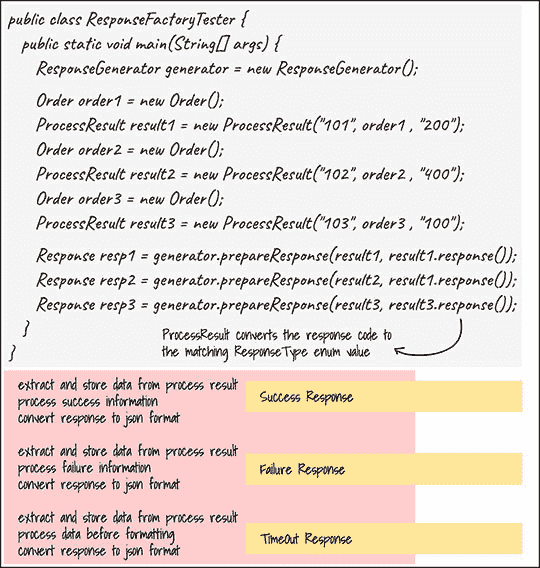 public class ResponseFactoryTester {
public static void main(String[] args) {
ResponseGenerator generator = new ResponseGenerator();
Order order1 = new Order();
ProcessResult result1 = new ProcessResult("101", order1 , "200");
Order order2 = new Order();
ProcessResult result2 = new ProcessResult("102", order2 , "400");
Order order3 = new Order();
ProcessResult result3 = new ProcessResult("103", order3 , "100");
Response resp1 = generator.prepareResponse(result1, result1.response());
Response resp2 = generator.prepareResponse(result2, result1.response());
Response resp3 = generator.prepareResponse(result3, result3.response());
}
}
ProcessResult converts the response code to
the matching ResponseType enum value
extract and store data from process result
process success information
convert response to json format
Success Response
extract and store data from process result
process failure information
convert response to json format
Failure Response
extract and store data from process result
process data before formatting
convert response to json format
TimeOut Response